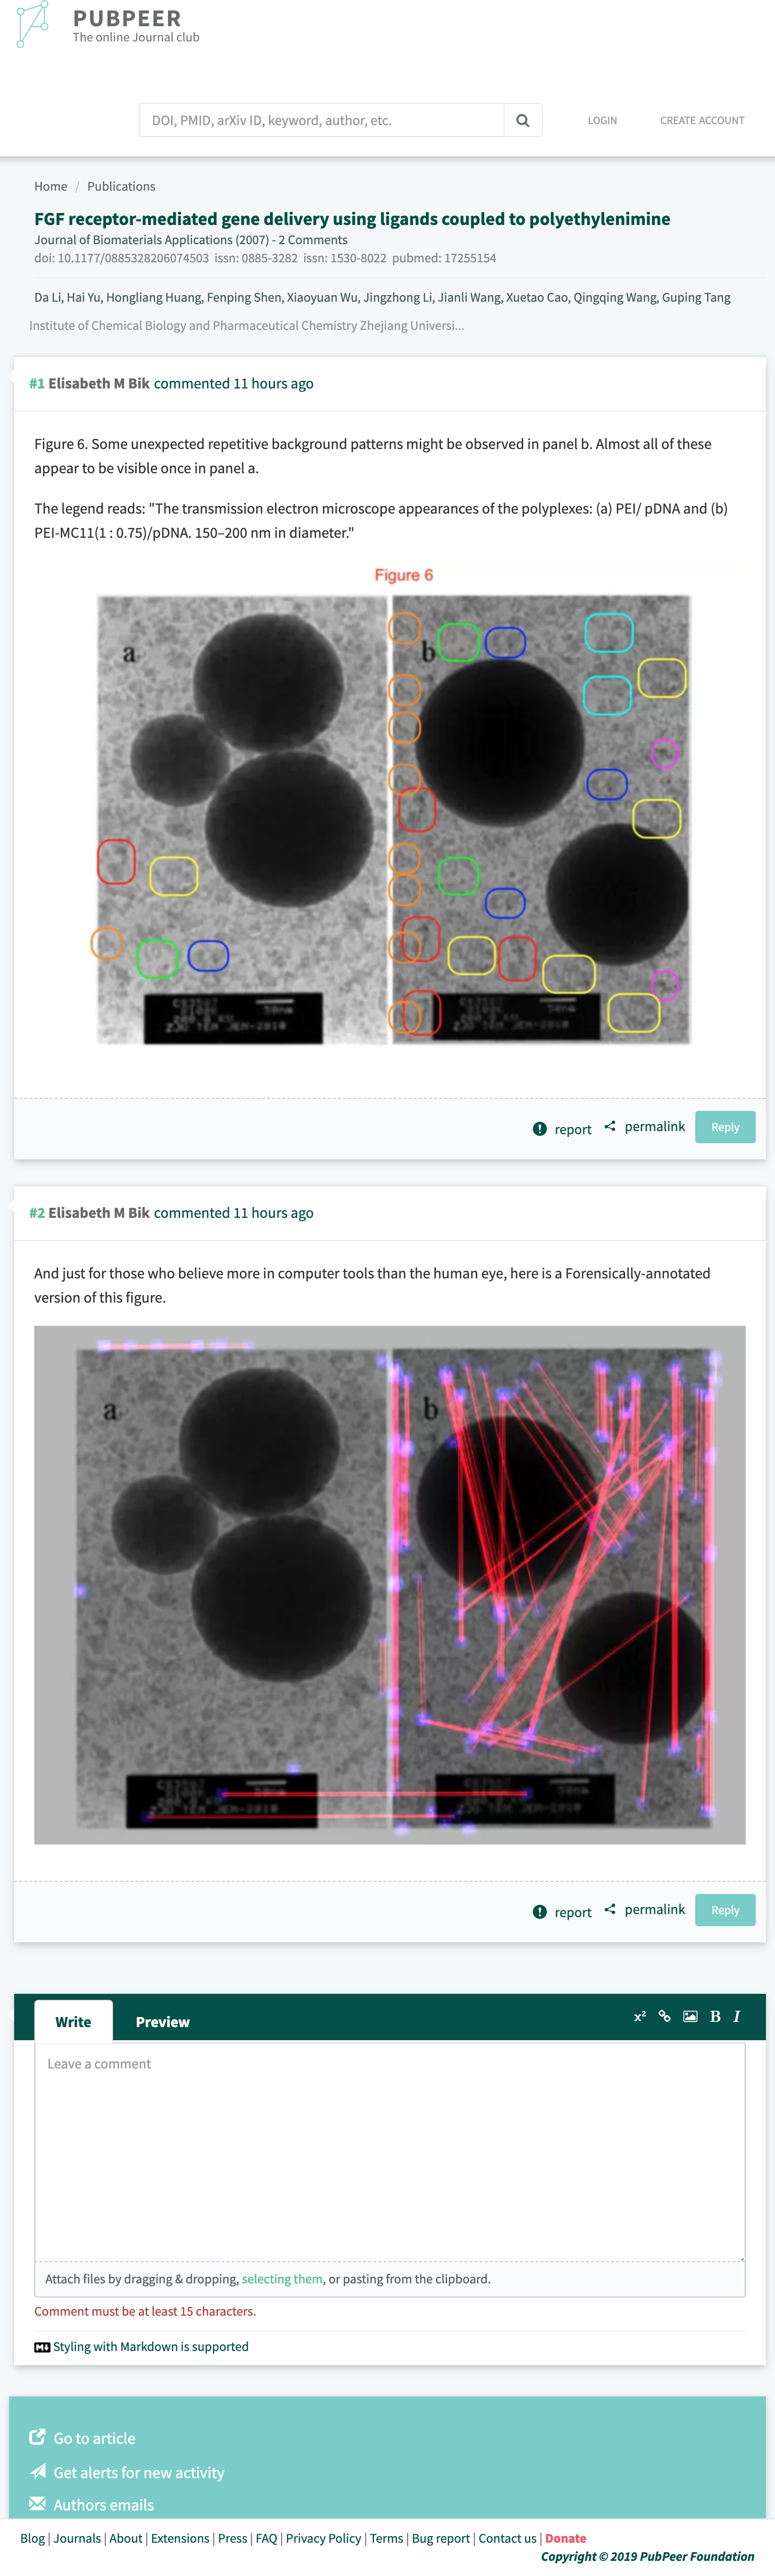 PUBPEER
The online Journal club
DOI, PMID, arXiv ID, keyword, author, etc.
LOGIN
CREATE ACCOUNT
Home / Publications
FGF receptor-mediated gene delivery using ligands coupled to polyethylenimine
Journal of Biomaterials Applications (2007) - 2 Comments
doi: 10.1177/0885328206074503 issn: 0885-3282 issn: 1530-8022 pubmed: 17255154
Da Li, Hai Yu, Hongliang Huang, Fenping Shen, Xiaoyuan Wu, Jingzhong Li, Jianli Wang, Xuetao Cao, Qingqing Wang, Guping Tang
Institute of Chemical Biology and Pharmaceutical Chemistry Zhejiang Universi...
#1 Elisabeth M Bik commented 11 hours ago
Figure 6. Some unexpected repetitive background patterns might be observed in panel b. Almost all of these
appear to be visible once in panel a.
The legend reads: "The transmission electron microscope appearances of the polyplexes: (a) PEI/ pDNA and (b)
PEI-MC11(1 : 0.75)/pDNA. 150–200 nm in diameter."
Figure 6
a
b
report
permalink
Reply
#2 Elisabeth M Bik commented 11 hours ago
And just for those who believe more in computer tools than the human eye, here is a Forensically-annotated
version of this figure.
a
b
report
permalink
Reply
Write
Preview
x² B I
Leave a comment
Attach files by dragging & dropping, selecting them, or pasting from the clipboard.
Comment must be at least 15 characters.
Styling with Markdown is supported
Go to article
Get alerts for new activity
Authors emails
Blog | Journals | About | Extensions | Press | FAQ | Privacy Policy | Terms | Bug report | Contact us | Donate
Copyright © 2019 PubPeer Foundation